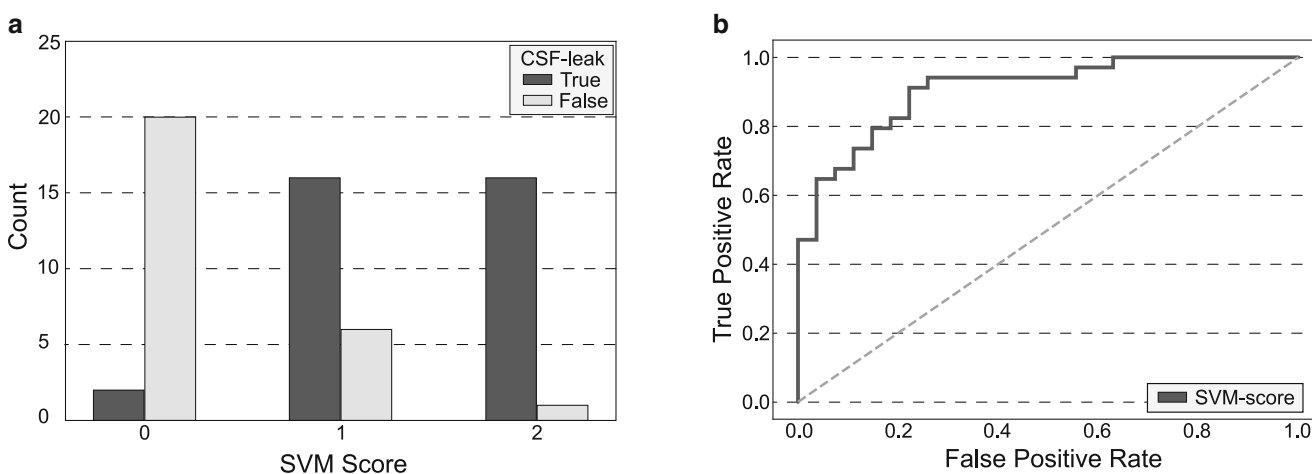 a
CSF-leak
True
False
25
20
15
10
5
0
Count
0 1 2
SVM Score
b
1.0
0.8
0.6
0.4
0.2
0.0
True Positive Rate
SVM-score
0.0 0.2 0.4 0.6 0.8 1.0
False Positive Rate